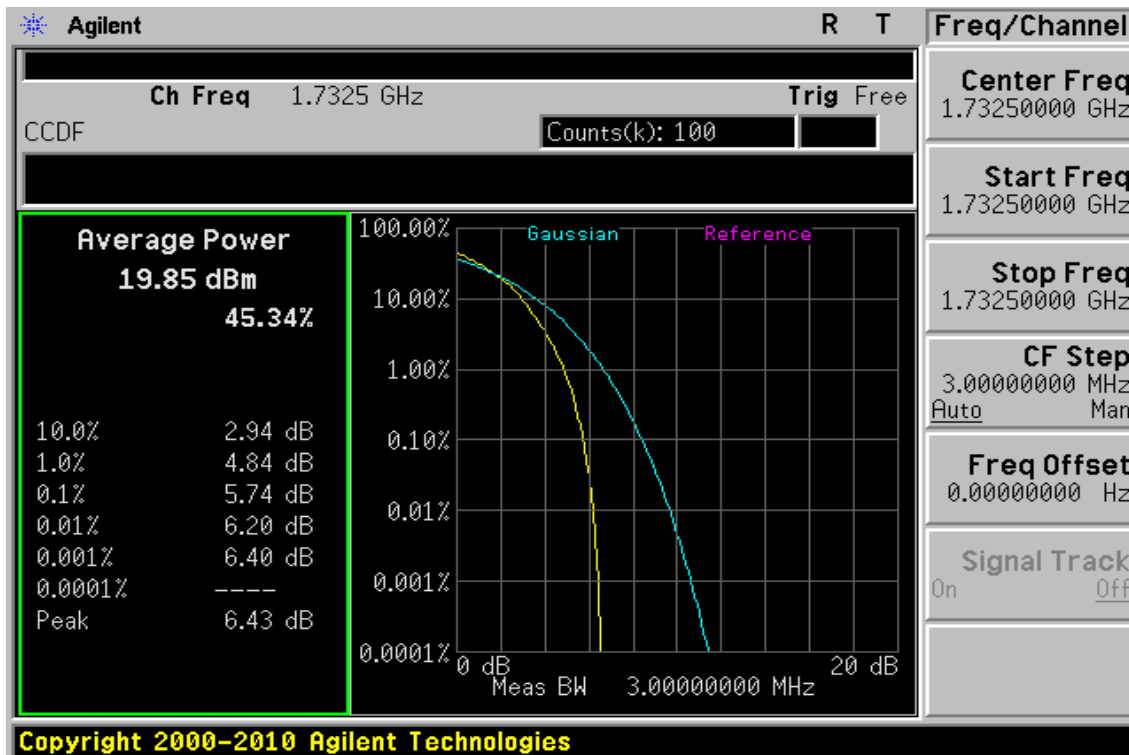 Agilent R T
Ch Freq 1.7325 GHz Trig Free
CCDF
Counts(k): 100
Average Power
19.85 dBm
45.34%
10.0% 2.94 dB
1.0% 4.84 dB
0.1% 5.74 dB
0.01% 6.20 dB
0.001% 6.40 dB
0.0001% ----
Peak 6.43 dB
Gaussian Reference
100.00%
10.00%
1.00%
0.10%
0.01%
0.001%
0.0001%
0 dB 20 dB
Meas BW 3.000000000 MHz
Freq/Channel
Center Freq
1.73250000 GHz
Start Freq
1.73250000 GHz
Stop Freq
1.73250000 GHz
CF Step
3.00000000 MHz
Auto Man
Freq Offset
0.00000000 Hz
Signal Track
On Off
Copyright 2000-2010 Agilent Technologies